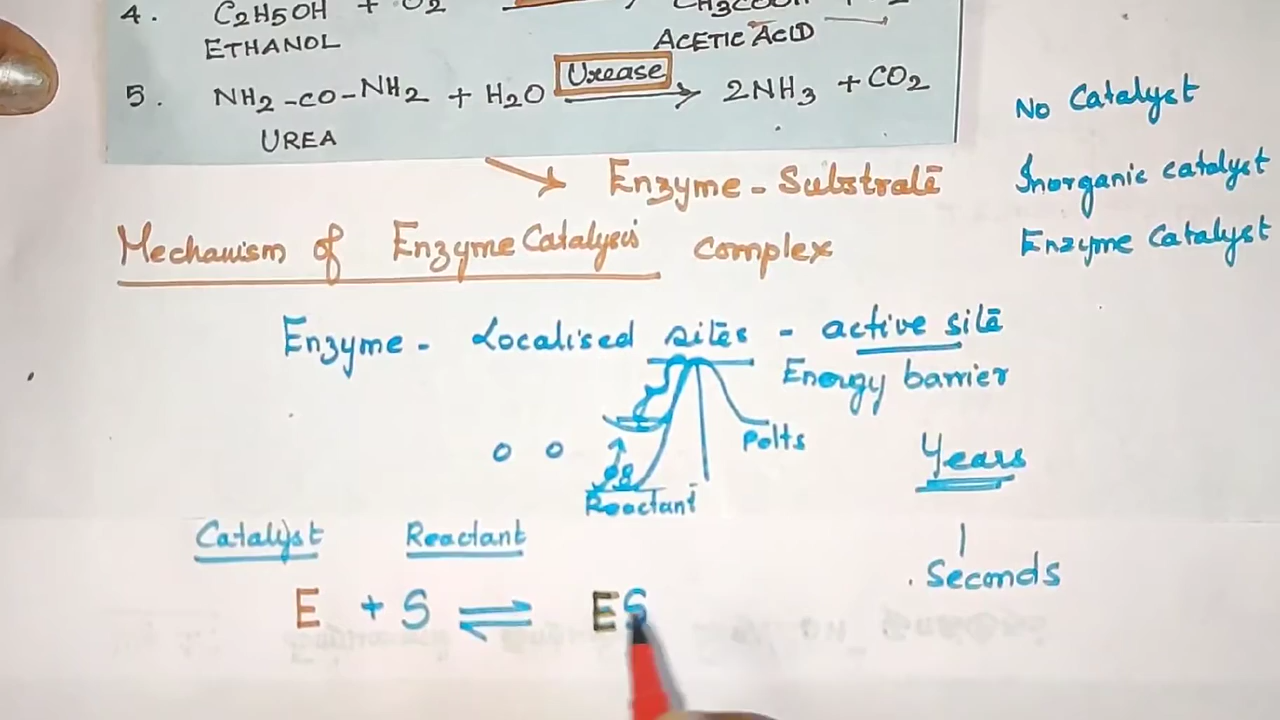 4. C2H5OH + O2 CH3COOH +
ETHANOL ACETIC ACID
5. NH2-CO-NH2 + H2O Urease 2NH3 + CO2
UREA
No Catalyst
Inorganic catalyst
Enzyme Catalyst
Enzyme - Substrate
Mechanism of Enzyme Catalysis complex
Enzyme - Localised sites - active site
Energy barrier
Pdts
Reactant
Years
Seconds
Catalyst Reactant
E + S ⇌ ES